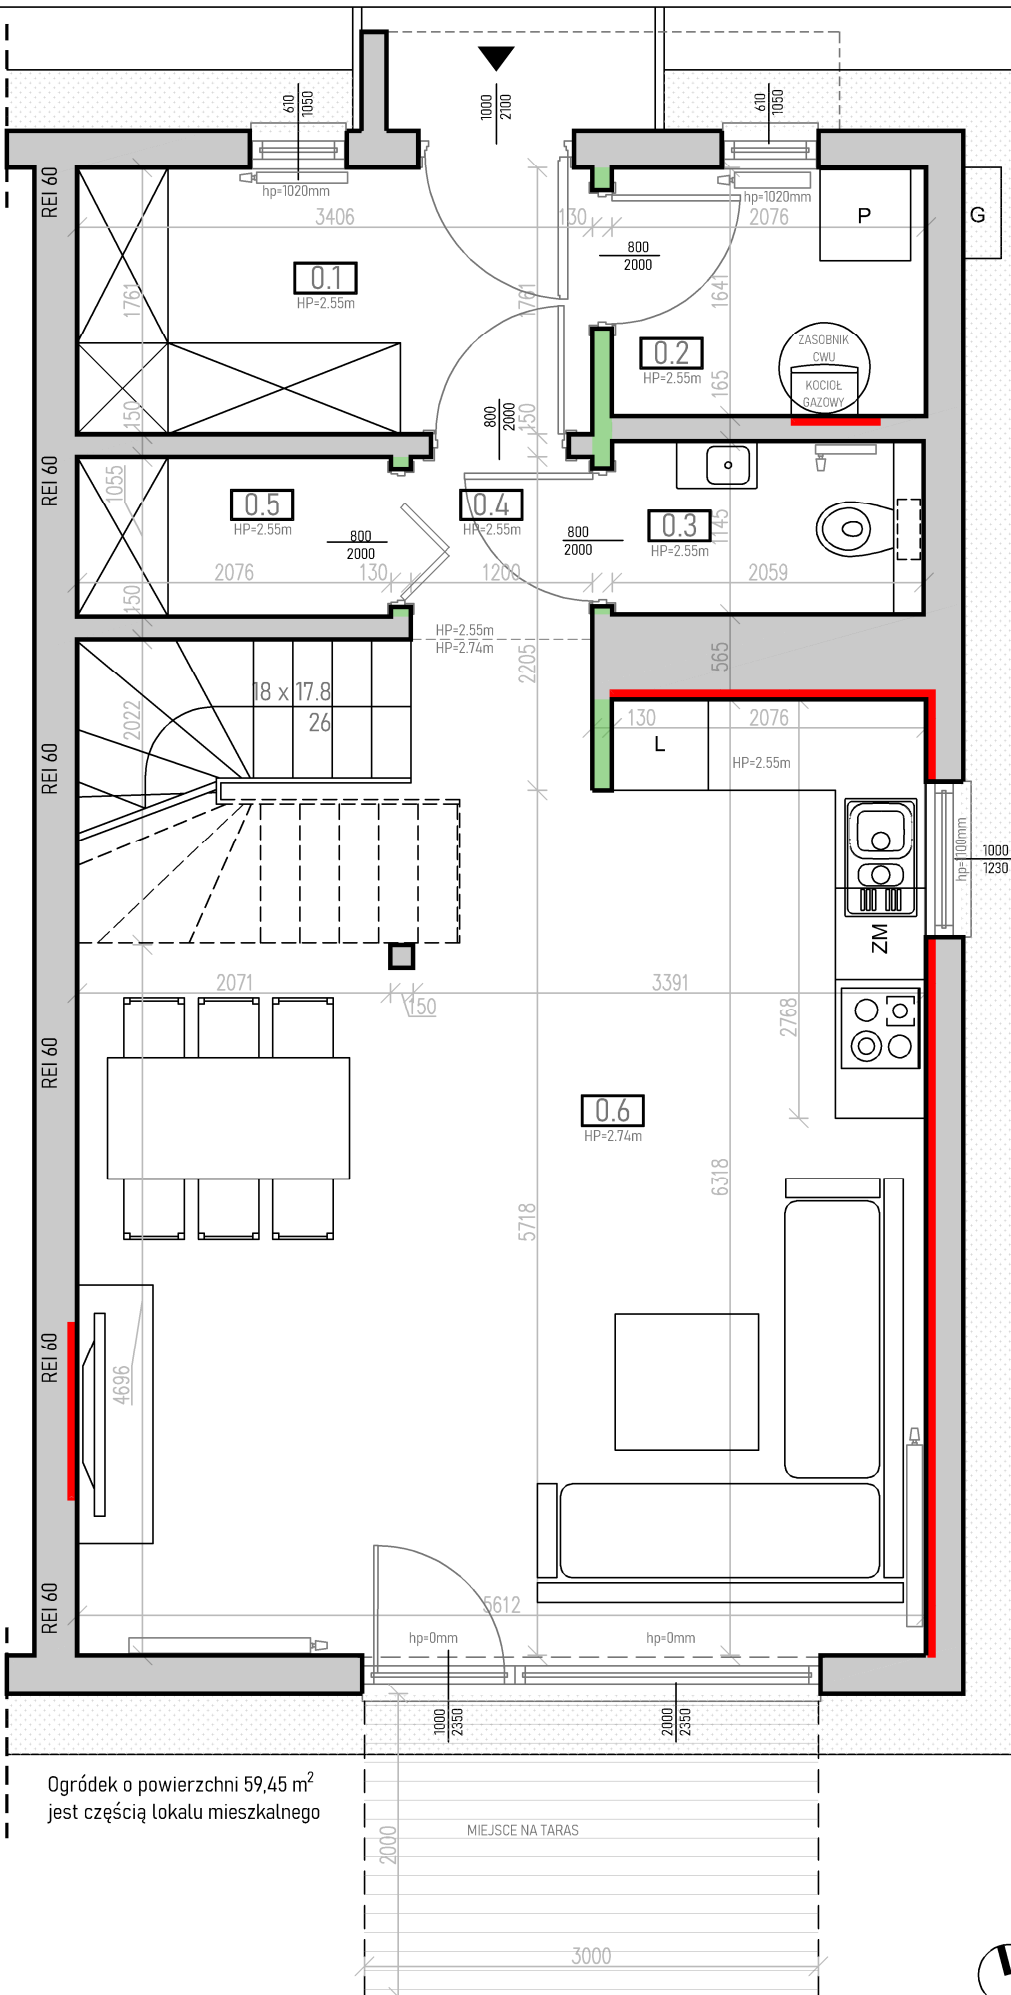 610
1050
1000
2100
610
1050
REI 60
hp=1020mm
hp=1020mm
3406
130
2076
P
G
800
2000
0.1
HP=2.55m
1761
1761
1641
ZASOBNIK
CWU
KOCIOŁ
GAZOWY
0.2
HP=2.55m
165
150
150
800
2000
REI 60
1055
0.5
HP=2.55m
0.4
HP=2.55m
0.3
HP=2.55m
1145
800
2000
800
2000
2076
130
1200
2059
150
HP=2.55m
HP=2.74m
2205
565
18 x 17.8
26
2022
REI 60
130
2076
L
HP=2.55m
hp=1100mm
1000
1230
ZM
2071
150
3391
2768
REI 60
0.6
HP=2.74m
6318
5718
REI 60
4696
REI 60
5612
hp=0mm
hp=0mm
1000
2350
2000
2350
Ogródek o powierzchni 59,45 m²
jest częścią lokalu mieszkalnego
MIEJSCE NA TARAS
2000
3000